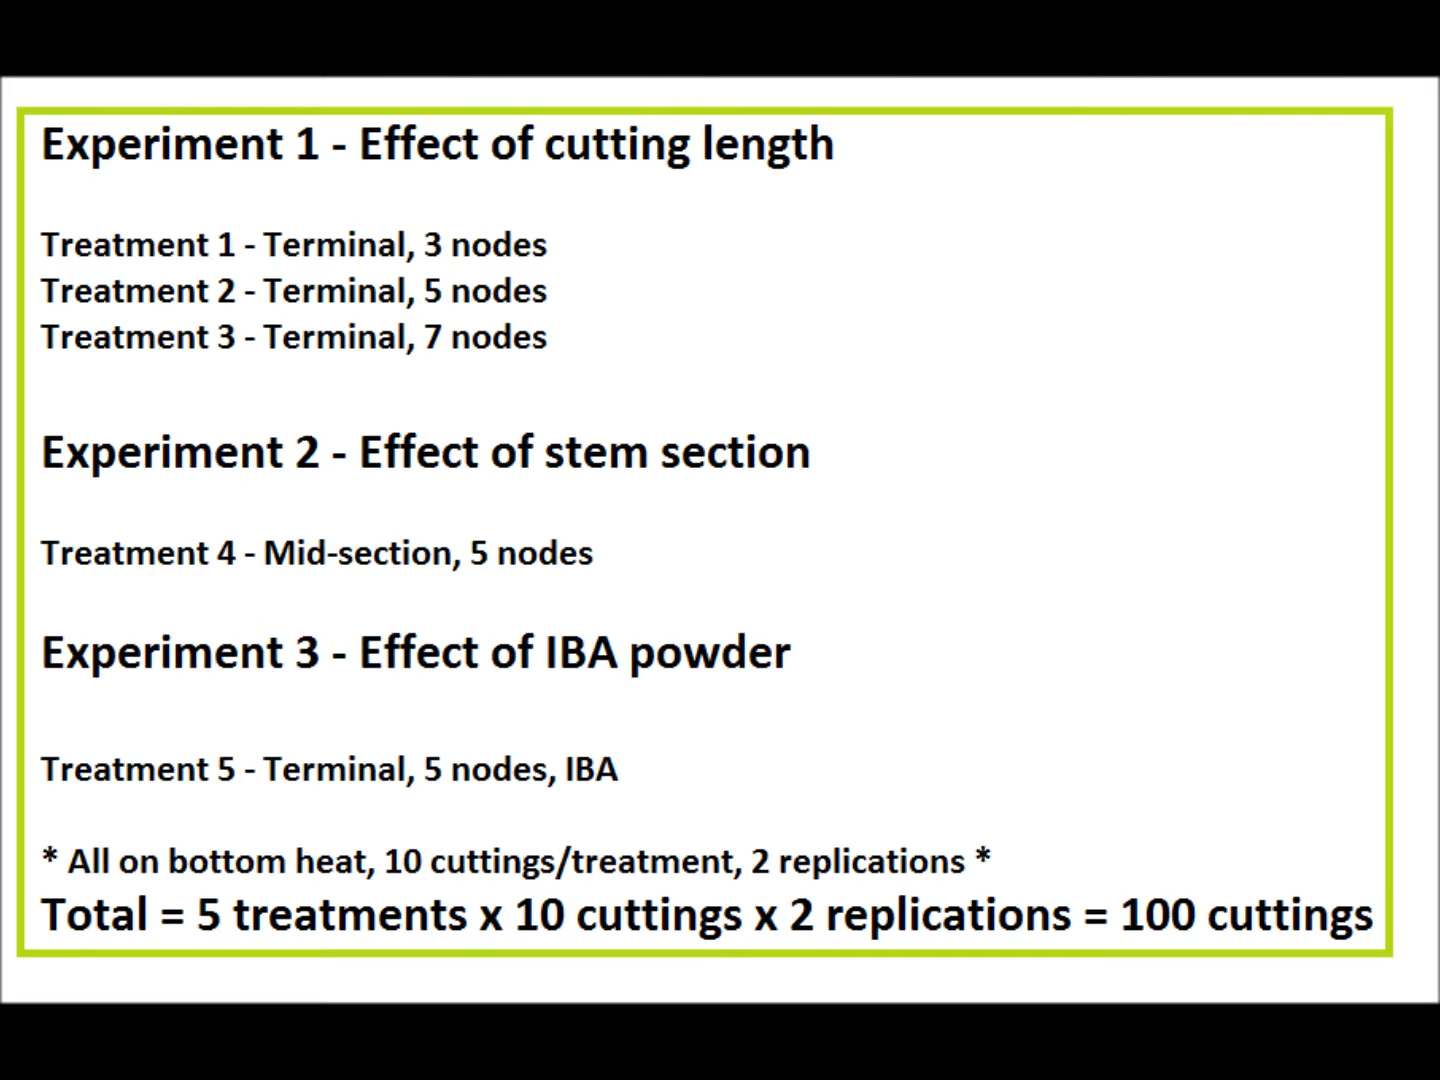 Experiment 1 - Effect of cutting length
Treatment 1 - Terminal, 3 nodes
Treatment 2 - Terminal, 5 nodes
Treatment 3 - Terminal, 7 nodes
Experiment 2 - Effect of stem section
Treatment 4 - Mid-section, 5 nodes
Experiment 3 - Effect of IBA powder
Treatment 5 - Terminal, 5 nodes, IBA
* All on bottom heat, 10 cuttings/treatment, 2 replications *
Total = 5 treatments x 10 cuttings x 2 replications = 100 cuttings